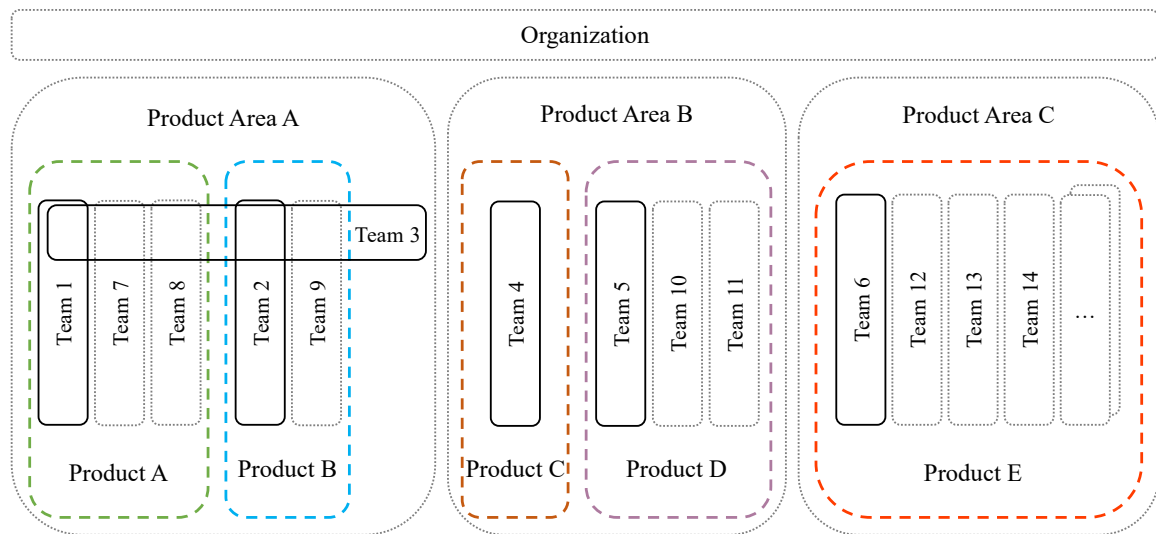 Organization
Product Area A
Product Area B
Product Area C
Team 3
Team 1
Team 7
Team 8
Team 2
Team 9
Team 4
Team 5
Team 10
Team 11
Team 6
Team 12
Team 13
Team 14
...
Product A
Product B
Product C
Product D
Product E